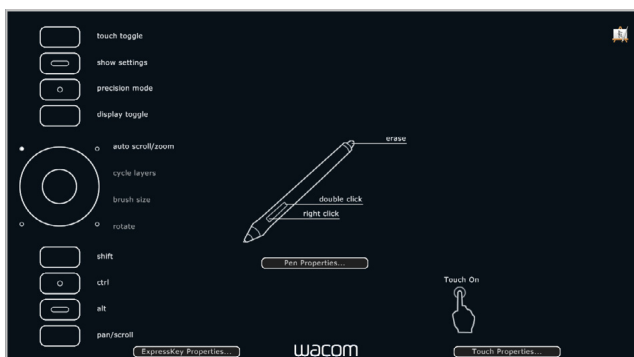 touch toggle
show settings
precision mode
display toggle
auto scroll/zoom
cycle layers
brush size
rotate
shift
ctrl
alt
pan/scroll
ExpressKey Properties...
erase
double click
right click
Pen Properties...
wacom
Touch On
Touch Properties...